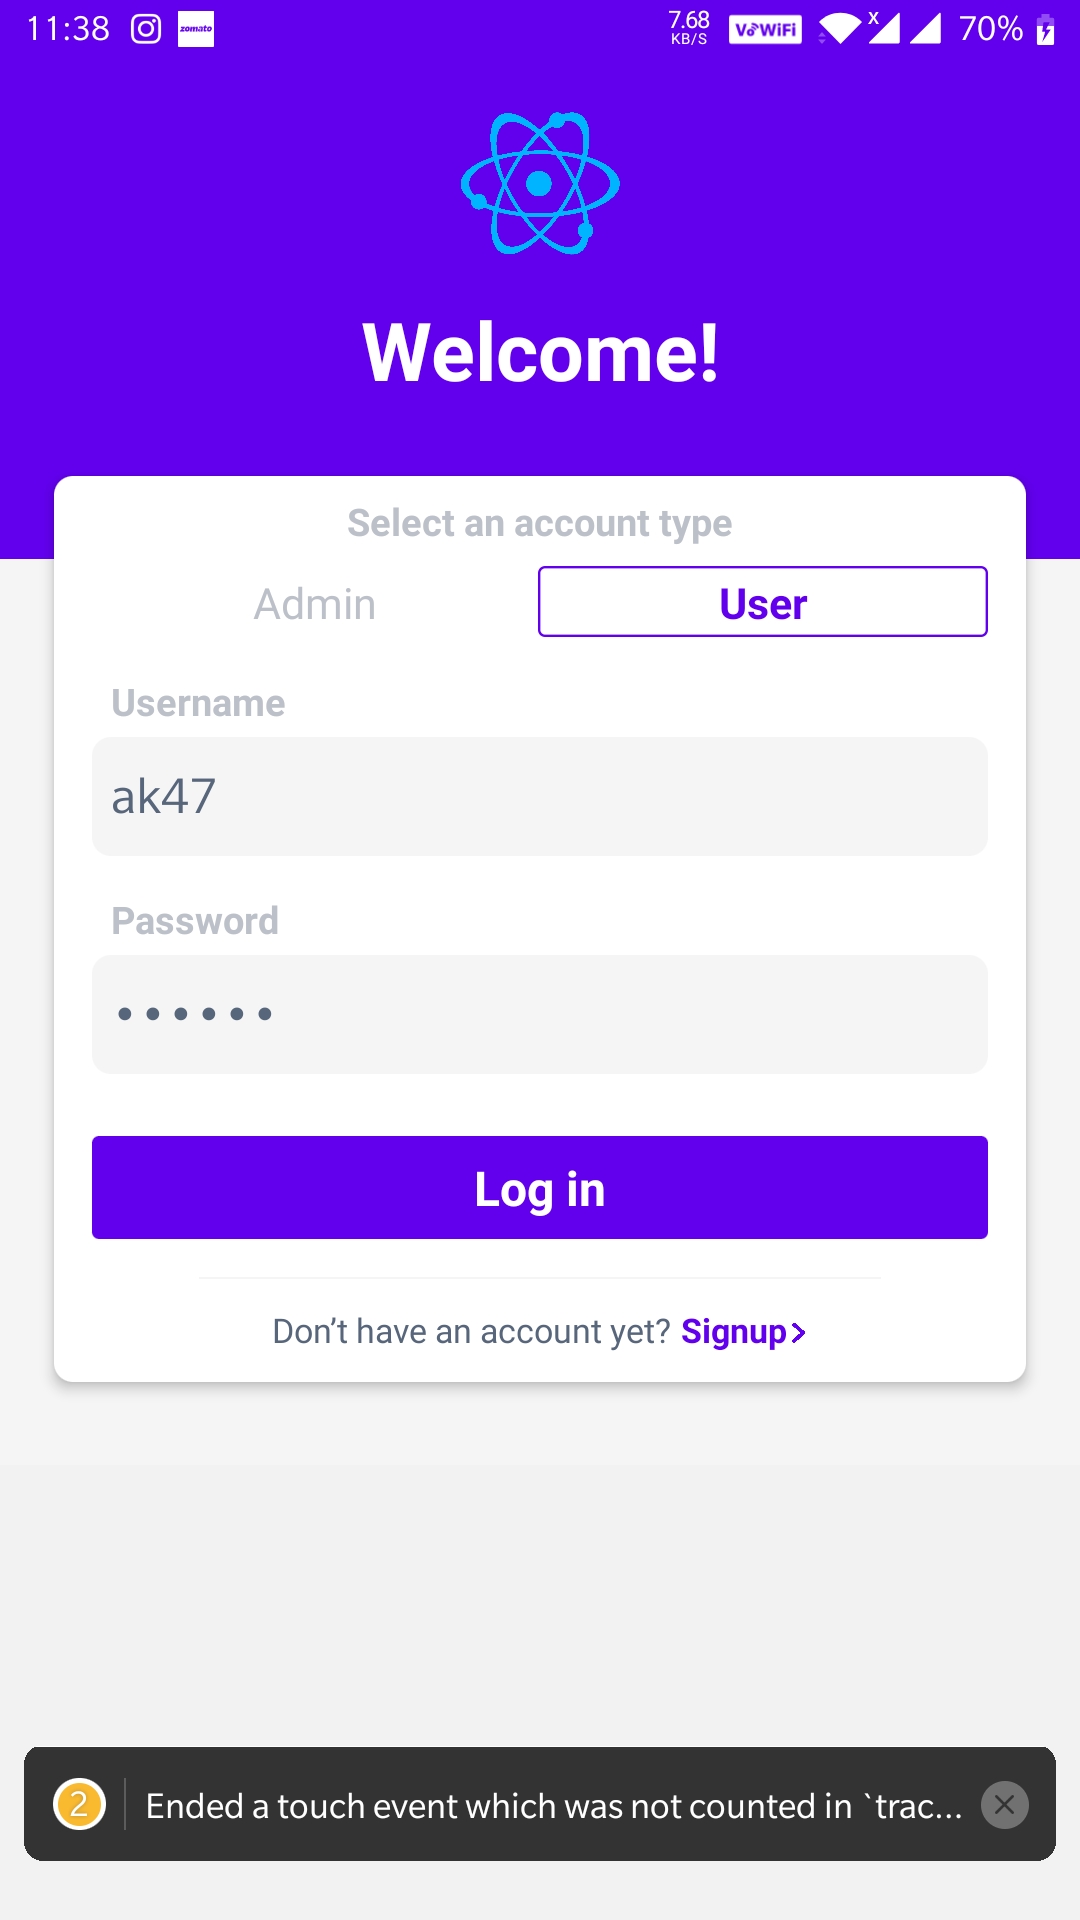 11:38 zomato 7.68 KB/S VoWiFi x 70%
Welcome!
Select an account type
Admin User
Username
ak47
Password
••••••
Log in
Don't have an account yet? Signup>
2 Ended a touch event which was not counted in `trac...